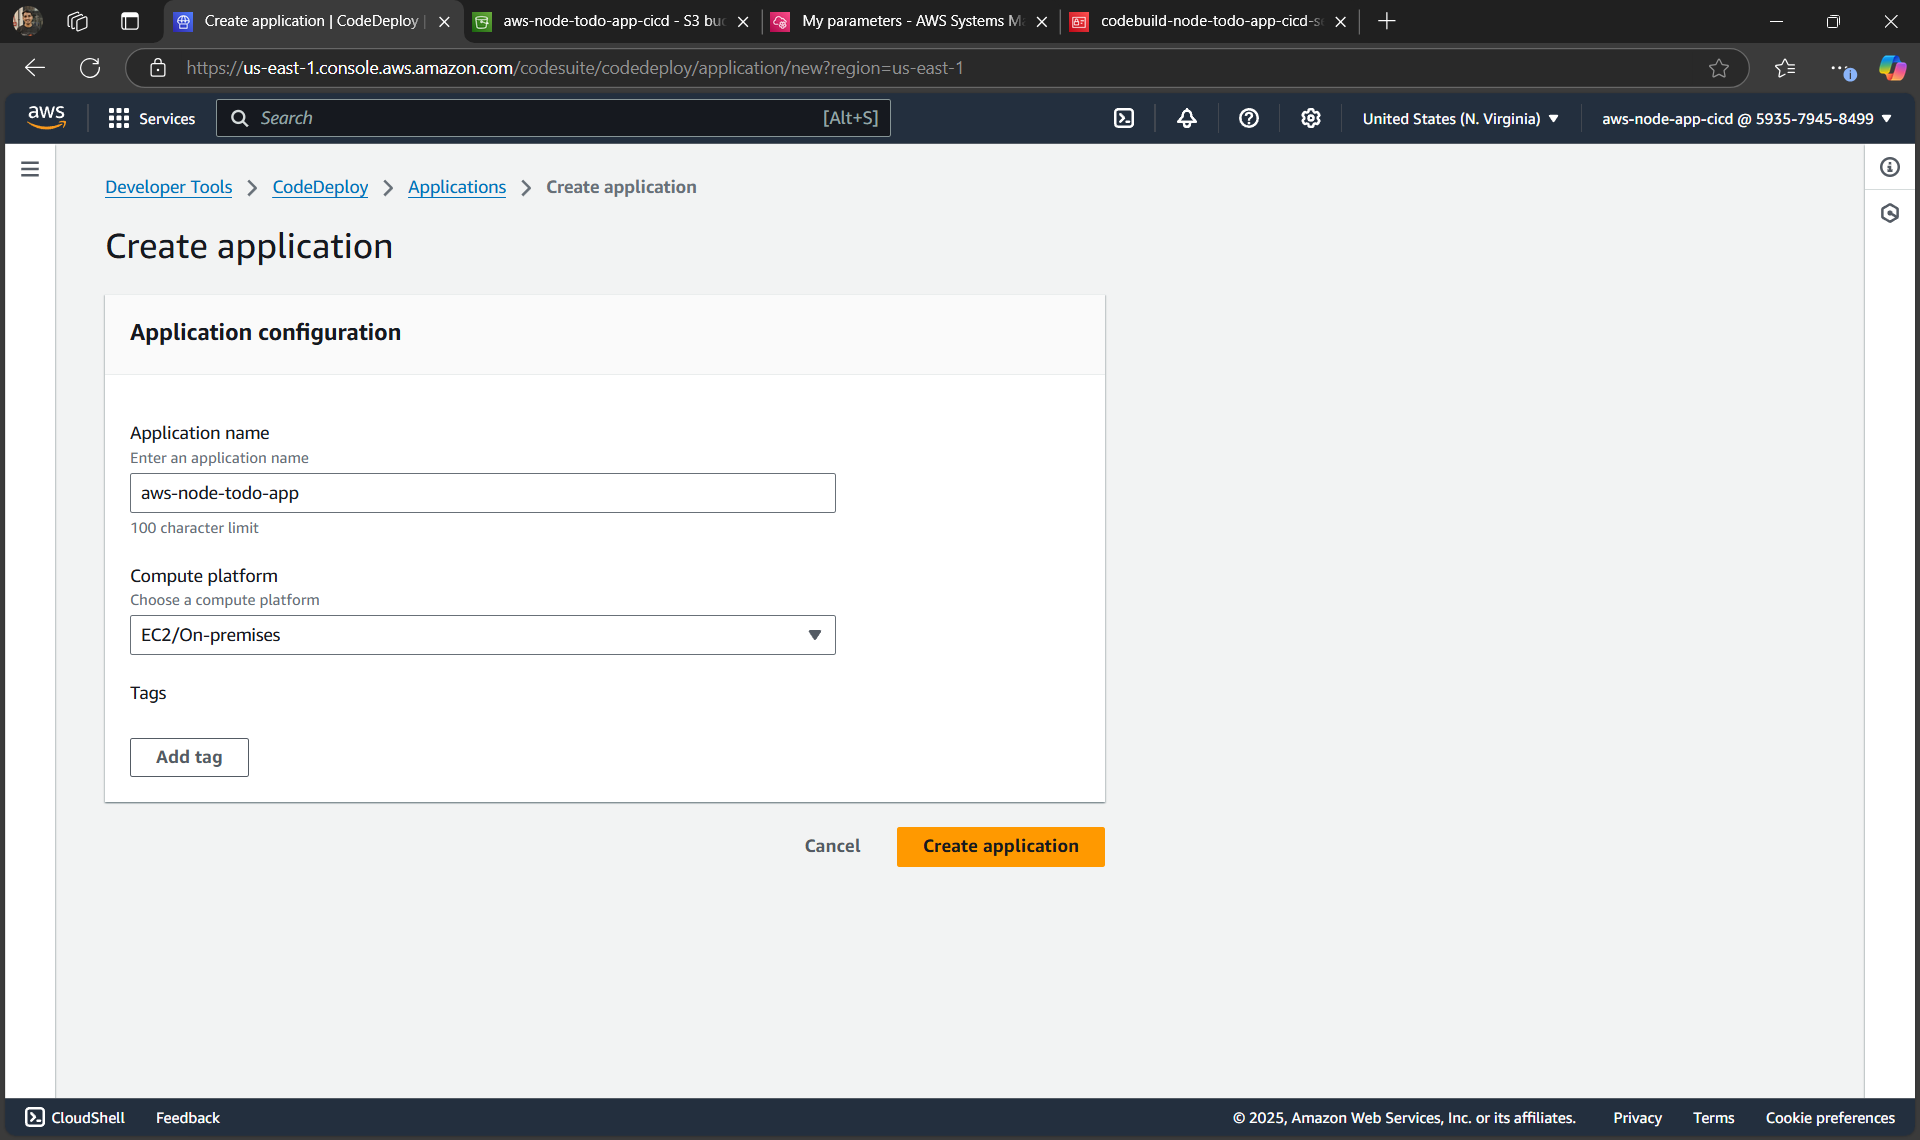 Create application | CodeDeploy |
aws-node-todo-app-cicd - S3 buc
My parameters - AWS Systems Ma
codebuild-node-todo-app-cicd-se
https://us-east-1.console.aws.amazon.com/codesuite/codedeploy/application/new?region=us-east-1
aws
Services
Search
[Alt+S]
United States (N. Virginia)
aws-node-app-cicd @ 5935-7945-8499
Developer Tools > CodeDeploy > Applications > Create application
Create application
Application configuration
Application name
Enter an application name
aws-node-todo-app
100 character limit
Compute platform
Choose a compute platform
EC2/On-premises
Tags
Add tag
Cancel
Create application
CloudShell
Feedback
© 2025, Amazon Web Services, Inc. or its affiliates.
Privacy
Terms
Cookie preferences